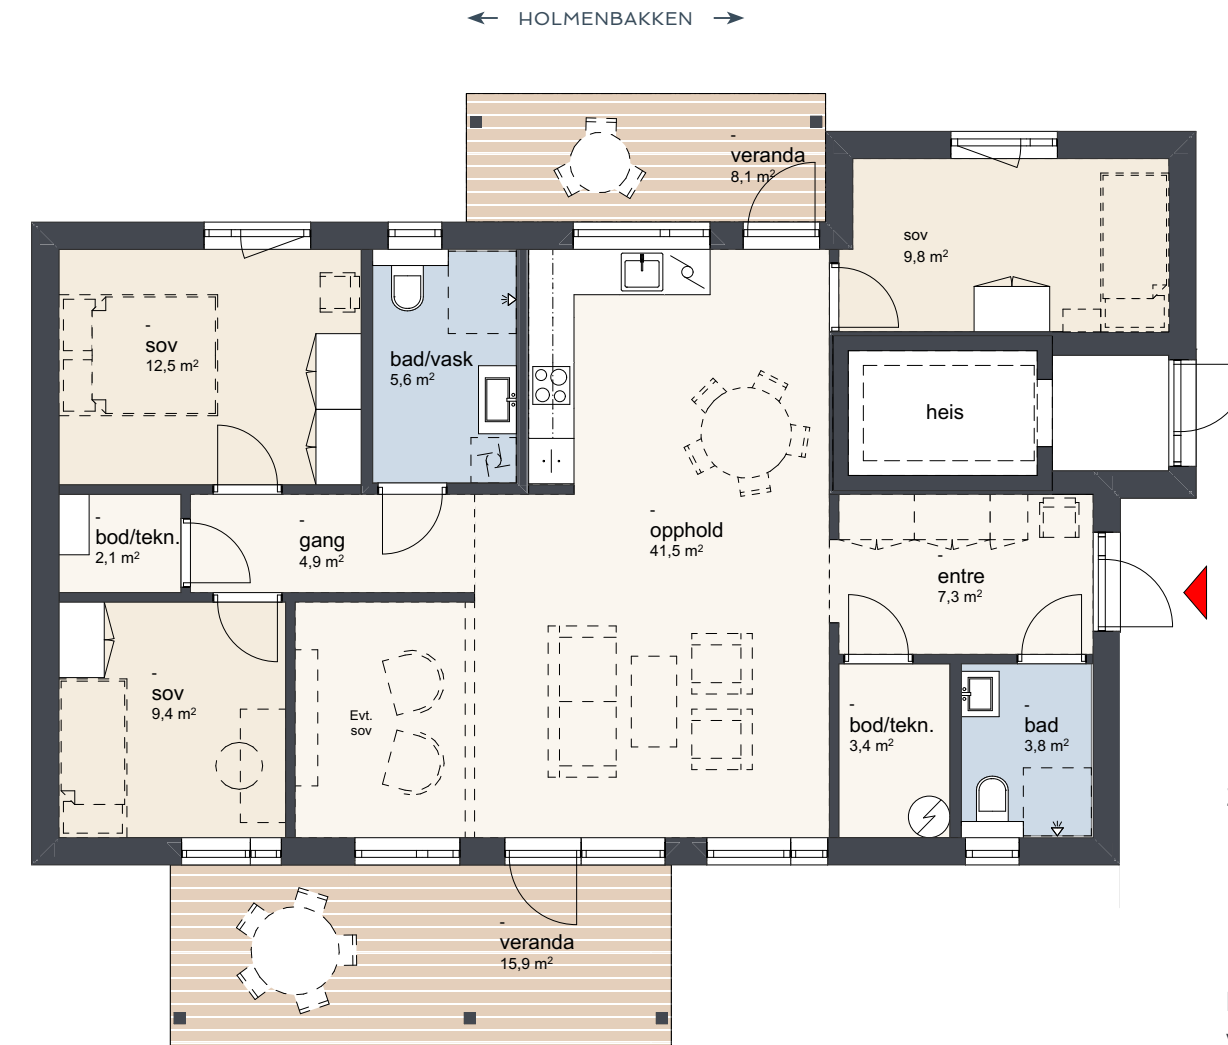 HOLMENBAKKEN
-
veranda
8,1 m²
sov
9,8 m²
-
sov
12,5 m²
bad/vask
5,6 m²
heis
-
bod/tekn.
2,1 m²
-
gang
4,9 m²
-
opphold
41,5 m²
-
entre
7,3 m²
-
sov
9,4 m²
Evt.
sov
-
bod/tekn.
3,4 m²
-
bad
3,8 m²
-
veranda
15,9 m²